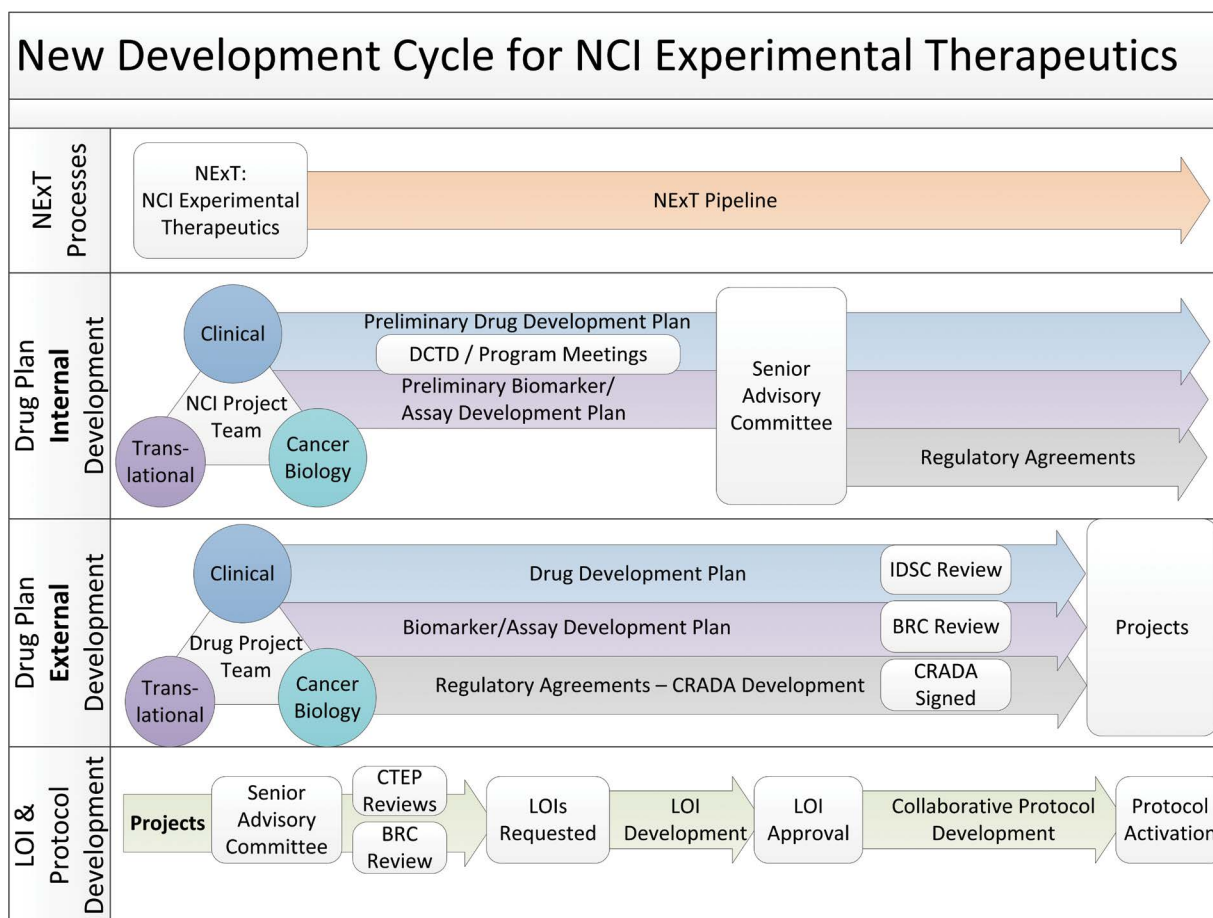 New Development Cycle for NCI Experimental Therapeutics
NExT
Processes
NExT:
NCI Experimental
Therapeutics
NExT Pipeline
Drug Plan
Internal
Development
Clinical
NCI Project
Team
Trans-
lational
Cancer
Biology
Preliminary Drug Development Plan
DCTD / Program Meetings
Preliminary Biomarker/
Assay Development Plan
Senior
Advisory
Committee
Regulatory Agreements
Drug Plan
External
Development
Clinical
Drug Project
Team
Trans-
lational
Cancer
Biology
Drug Development Plan
IDSC Review
Biomarker/Assay Development Plan
BRC Review
Regulatory Agreements – CRADA Development
CRADA
Signed
Projects
LOI &
Protocol
Development
Projects
Senior
Advisory
Committee
CTEP
Reviews
BRC
Review
LOIs
Requested
LOI
Development
LOI
Approval
Collaborative Protocol
Development
Protocol
Activation